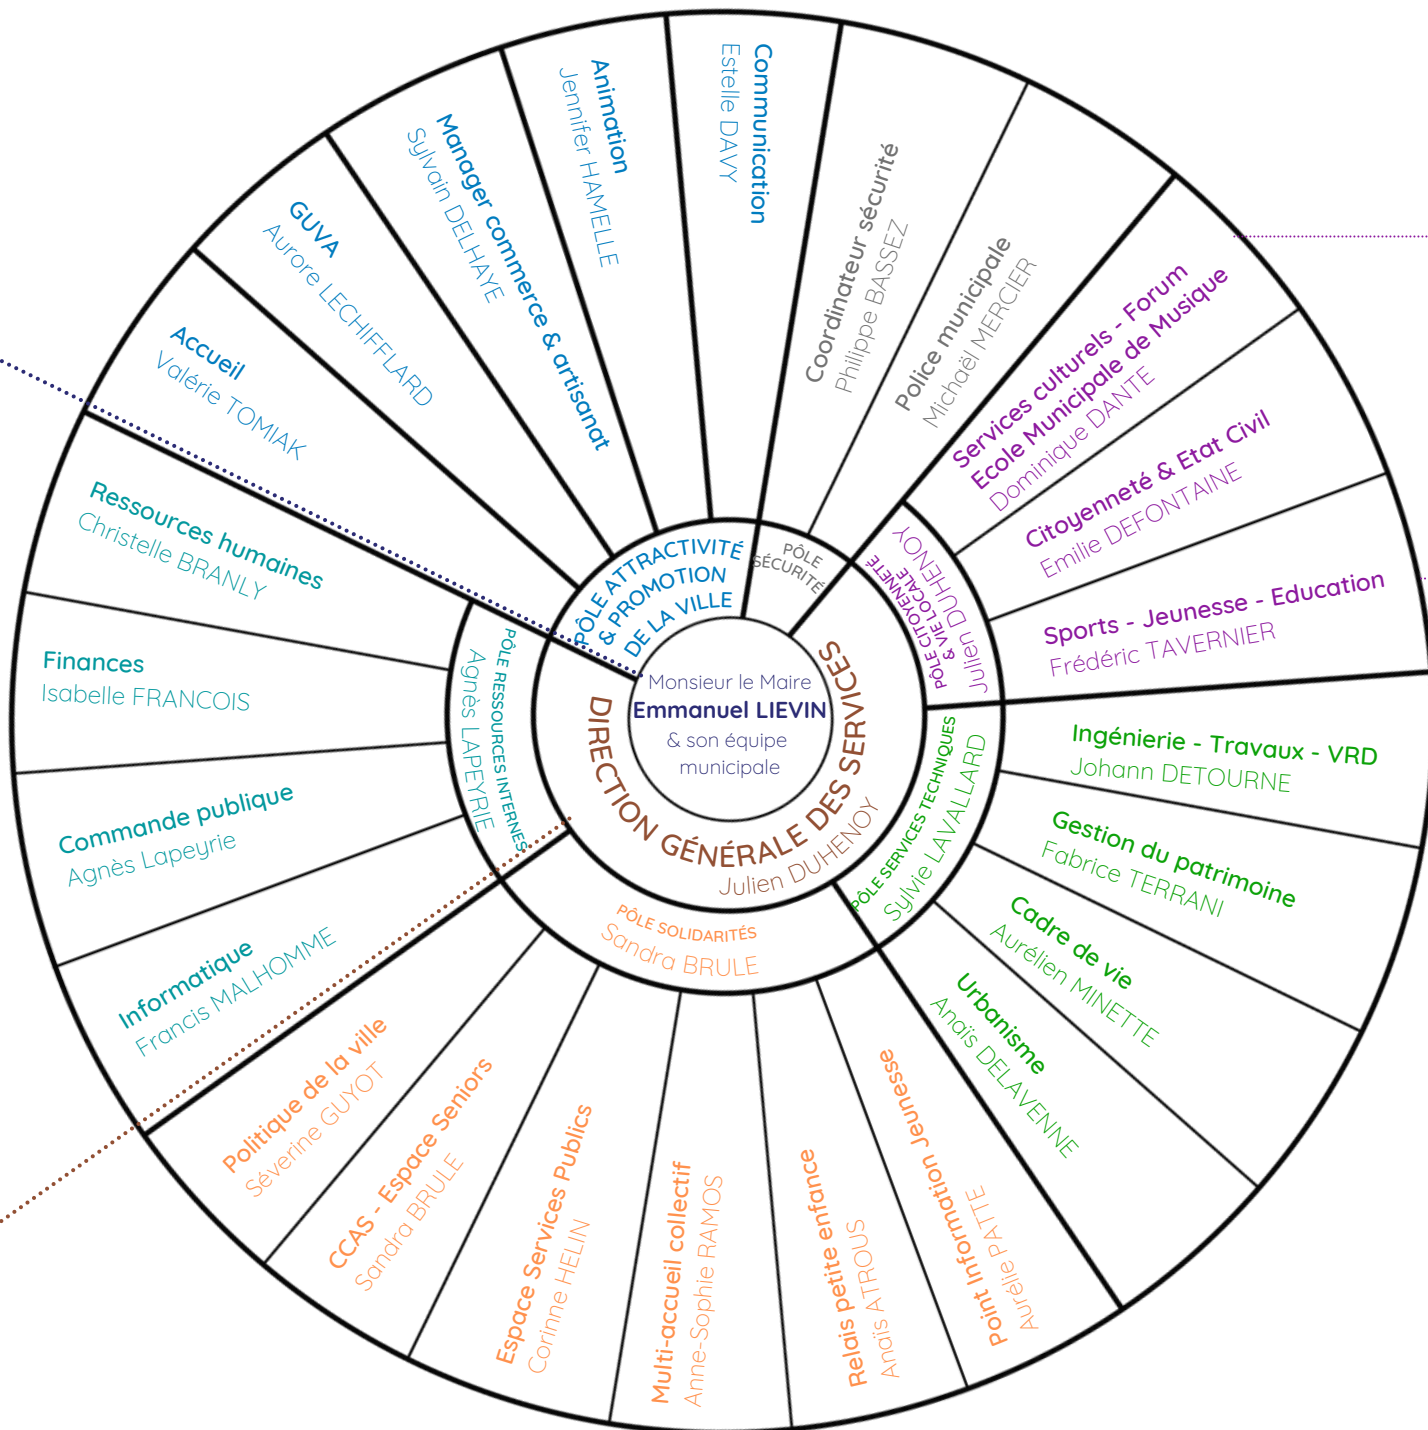 Monsieur le Maire
Emmanuel LIEVIN
& son équipe
municipale
DIRECTION GÉNÉRALE DES SERVICES
Julien DUHENOY
PÔLE ATTRACTIVITÉ
& PROMOTION
DE LA VILLE
Accueil
Valérie TOMIAK
GUVA
Aurore LECHIFFLARD
Manager commerce & artisanat
Sylvain DELHAYE
Animation
Jennifer HAMELLE
Communication
Estelle DAVY
PÔLE
SÉCURITÉ
Coordinateur sécurité
Philippe BASSEZ
Police municipale
Michaël MERCIER
PÔLE CITOYENNETÉ
& VIE LOCALE
Julien DUHENOY
Services culturels - Forum
Ecole Municipale de Musique
Dominique DANTE
Citoyenneté & Etat Civil
Emilie DEFONTAINE
Sports - Jeunesse - Education
Frédéric TAVERNIER
PÔLE SERVICES TECHNIQUES
Sylvie LAVALLARD
Ingénierie - Travaux - VRD
Johann DETOURNE
Gestion du patrimoine
Fabrice TERRANI
Cadre de vie
Aurélien MINETTE
Urbanisme
Anaïs DELAVENNE
PÔLE SOLIDARITÉS
Sandra BRULE
Point Information Jeunesse
Aurélie PATTE
Relais petite enfance
Anaïs ATROUS
Multi-accueil collectif
Anne-Sophie RAMOS
Espace Services Publics
Corinne HELIN
CCAS - Espace Seniors
Sandra BRULE
Politique de la ville
Séverine GUYOT
PÔLE RESSOURCES INTERNES
Agnès LAPEYRIE
Informatique
Francis MALHOMME
Commande publique
Agnès Lapeyrie
Finances
Isabelle FRANCOIS
Ressources humaines
Christelle BRANLY